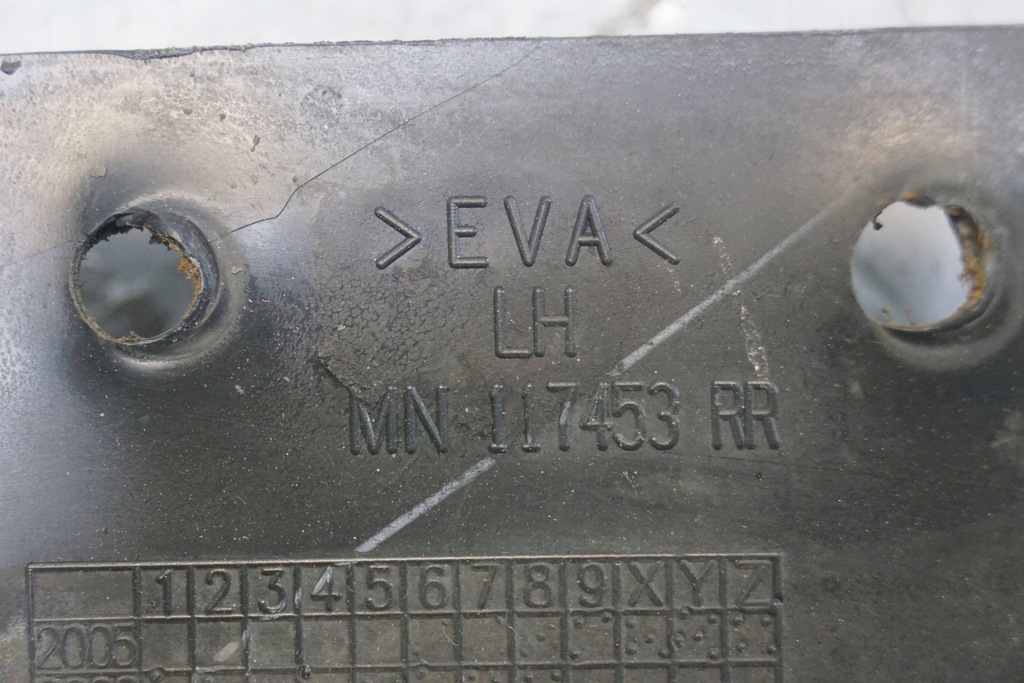 >EVA<
LH
MN 117453 RR
1 2 3 4 5 6 7 8 9 X Y Z
2005